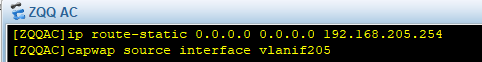 ZQQ AC
[ZQQAC]ip route-static 0.0.0.0 0.0.0.0 192.168.205.254
[ZQQAC]capwap source interface vlanif205